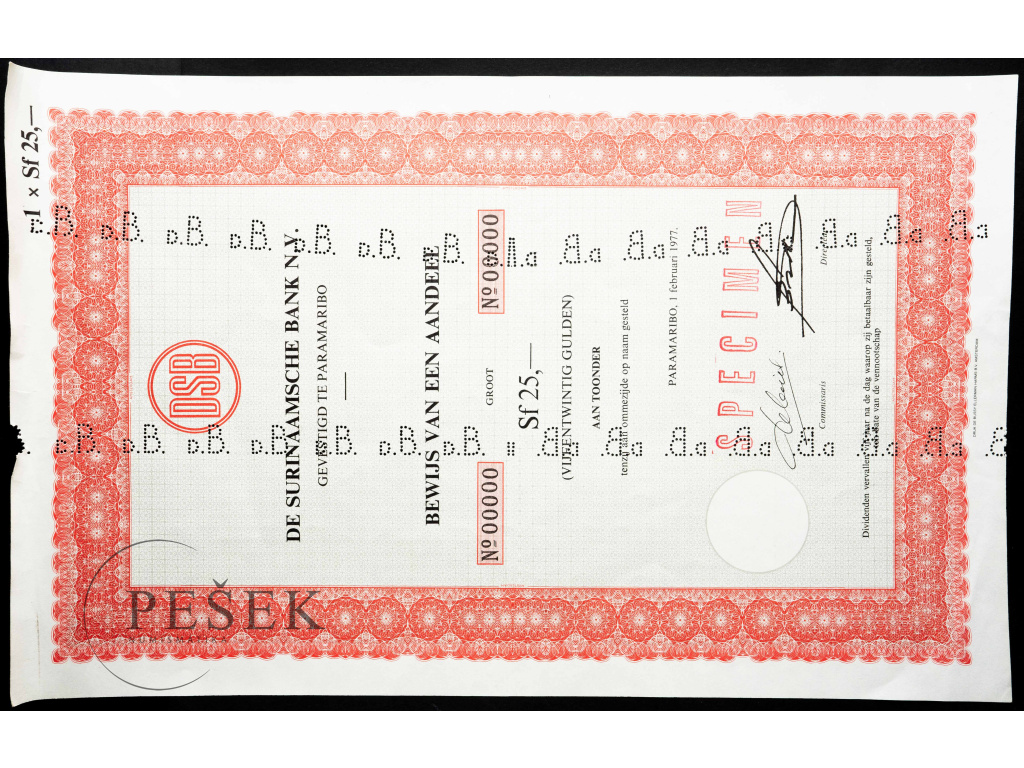 1 x Sf 25,—
DSB
DE SURINAAMSCHE BANK N.V.
GEVESTIGD TE PARAMARIBO
BEWIJS VAN EEN AANDEEL
Nº 00000
GROOT
Nº 00000
Sf 25,—
(VIJFENTWINTIG GULDEN)
AAN TOONDER
tenzij aan ommezijde op naam gesteld
PARAMARIBO, 1 februari 1977.
SPECIMEN
Commissaris
Directeur
Dividenden vervallen vijf jaar na de dag waarop zij betaalbaar zijn gesteld,
ten bate van de vennootschap
PEŠEK